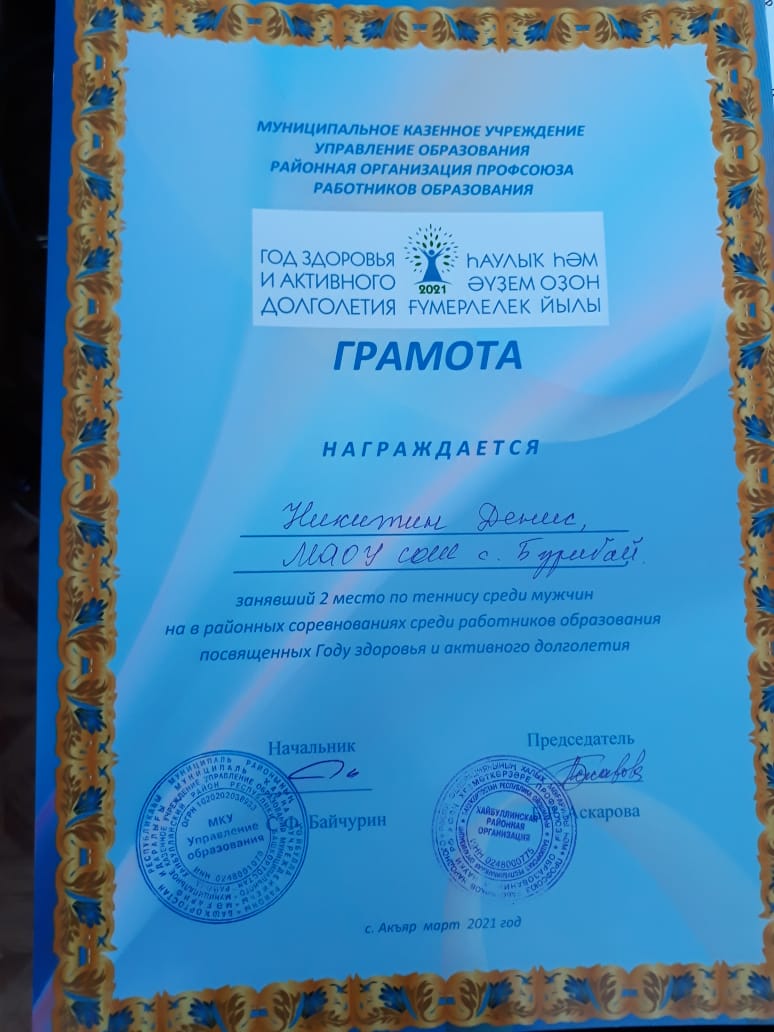 МУНИЦИПАЛЬНОЕ КАЗЕННОЕ УЧРЕЖДЕНИЕ
УПРАВЛЕНИЕ ОБРАЗОВАНИЯ
РАЙОННАЯ ОРГАНИЗАЦИЯ ПРОФСОЮЗА
РАБОТНИКОВ ОБРАЗОВАНИЯ
ГОД ЗДОРОВЬЯ
И АКТИВНОГО
ДОЛГОЛЕТИЯ
2021
ҺАУЛЫҠ ҺӘМ
ӘҮҘЕМ ОЗОН
ҒҮМЕРЛЕЛЕК ЙЫЛЫ
ГРАМОТА
НАГРАЖДАЕТСЯ
Никитин Денис,
МАОУ СОШ с. Бурибай.
занявший 2 место по теннису среди мужчин
на в районных соревнованиях среди работников образования
посвященных Году здоровья и активного долголетия
Начальник
Байчурин
МКУ
Управление
образования
Председатель
Аскарова
ХАЙБУЛЛИНСКАЯ
РАЙОННАЯ
ОРГАНИЗАЦИЯ
с. Акъяр март 2021 год